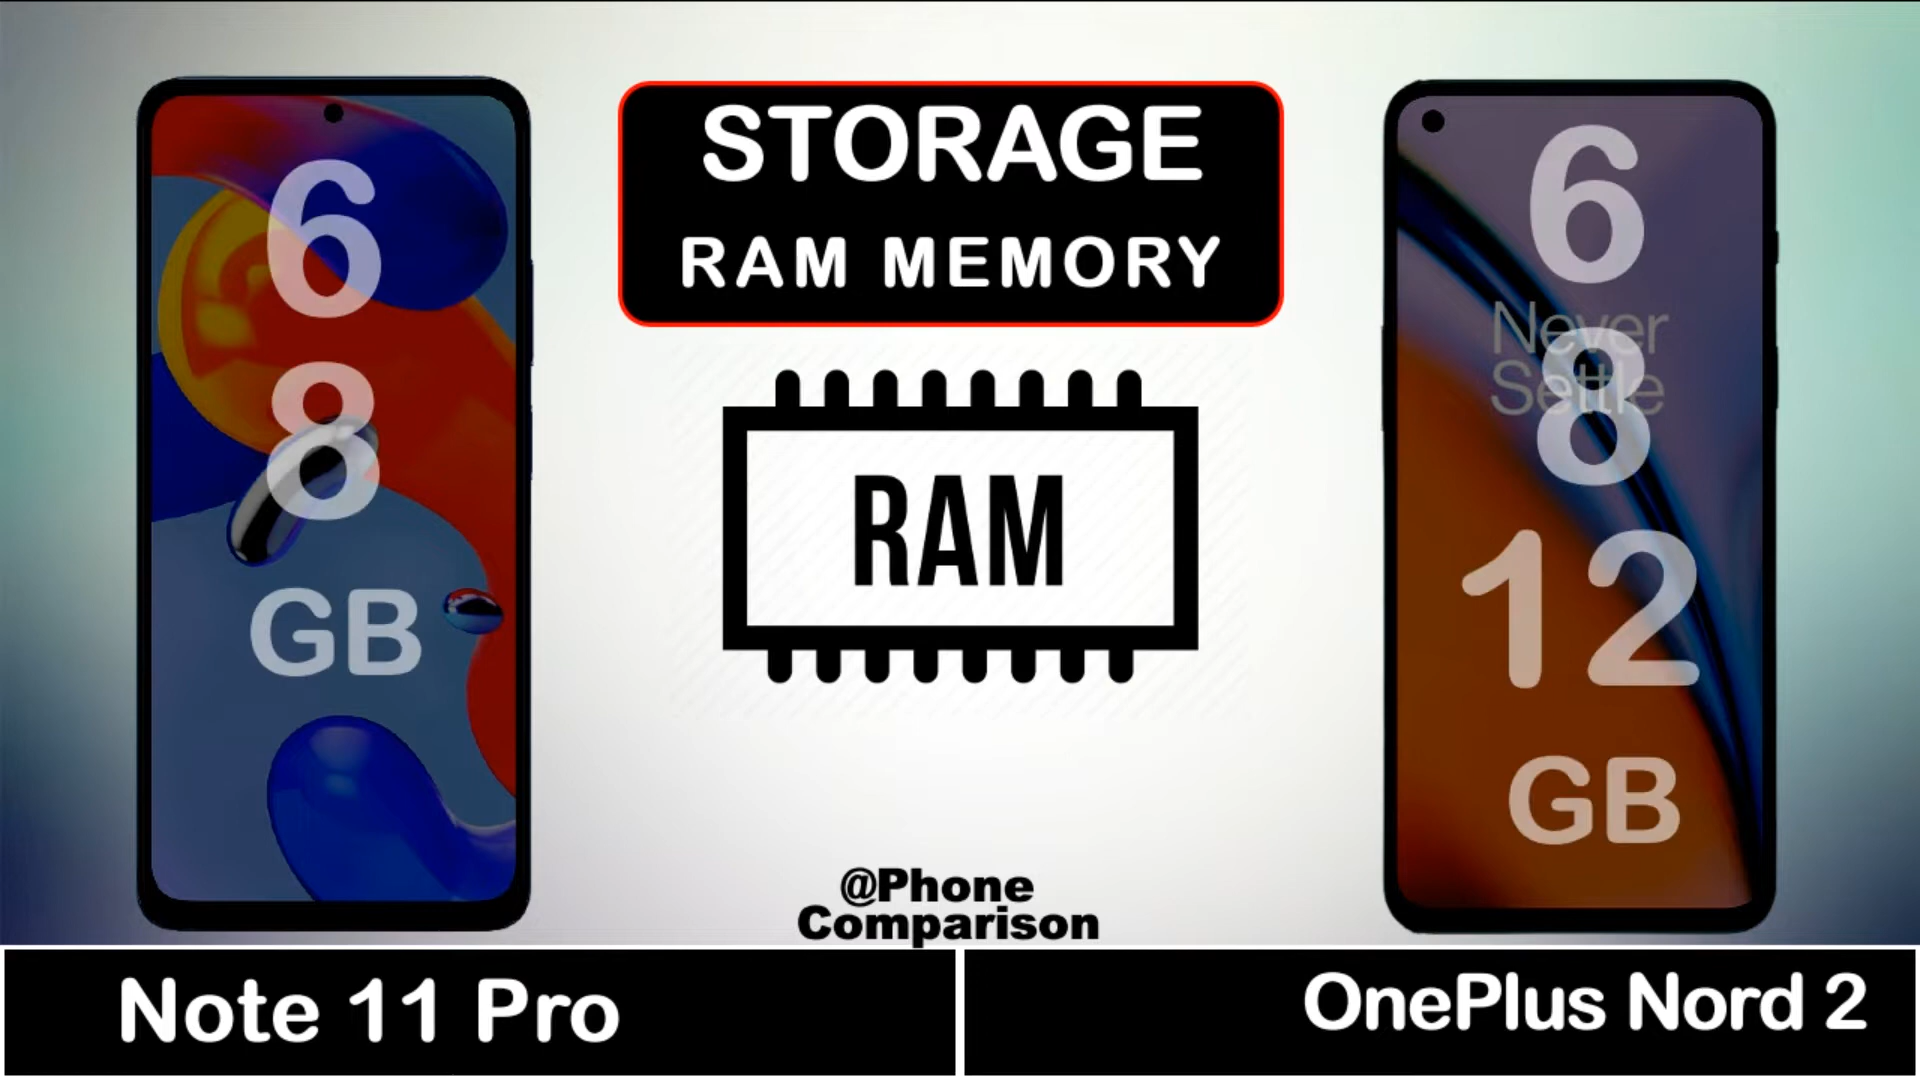 STORAGE
RAM MEMORY
6
8
GB
RAM
6
Never
Settle
8
12
GB
@Phone
Comparison
Note 11 Pro
OnePlus Nord 2